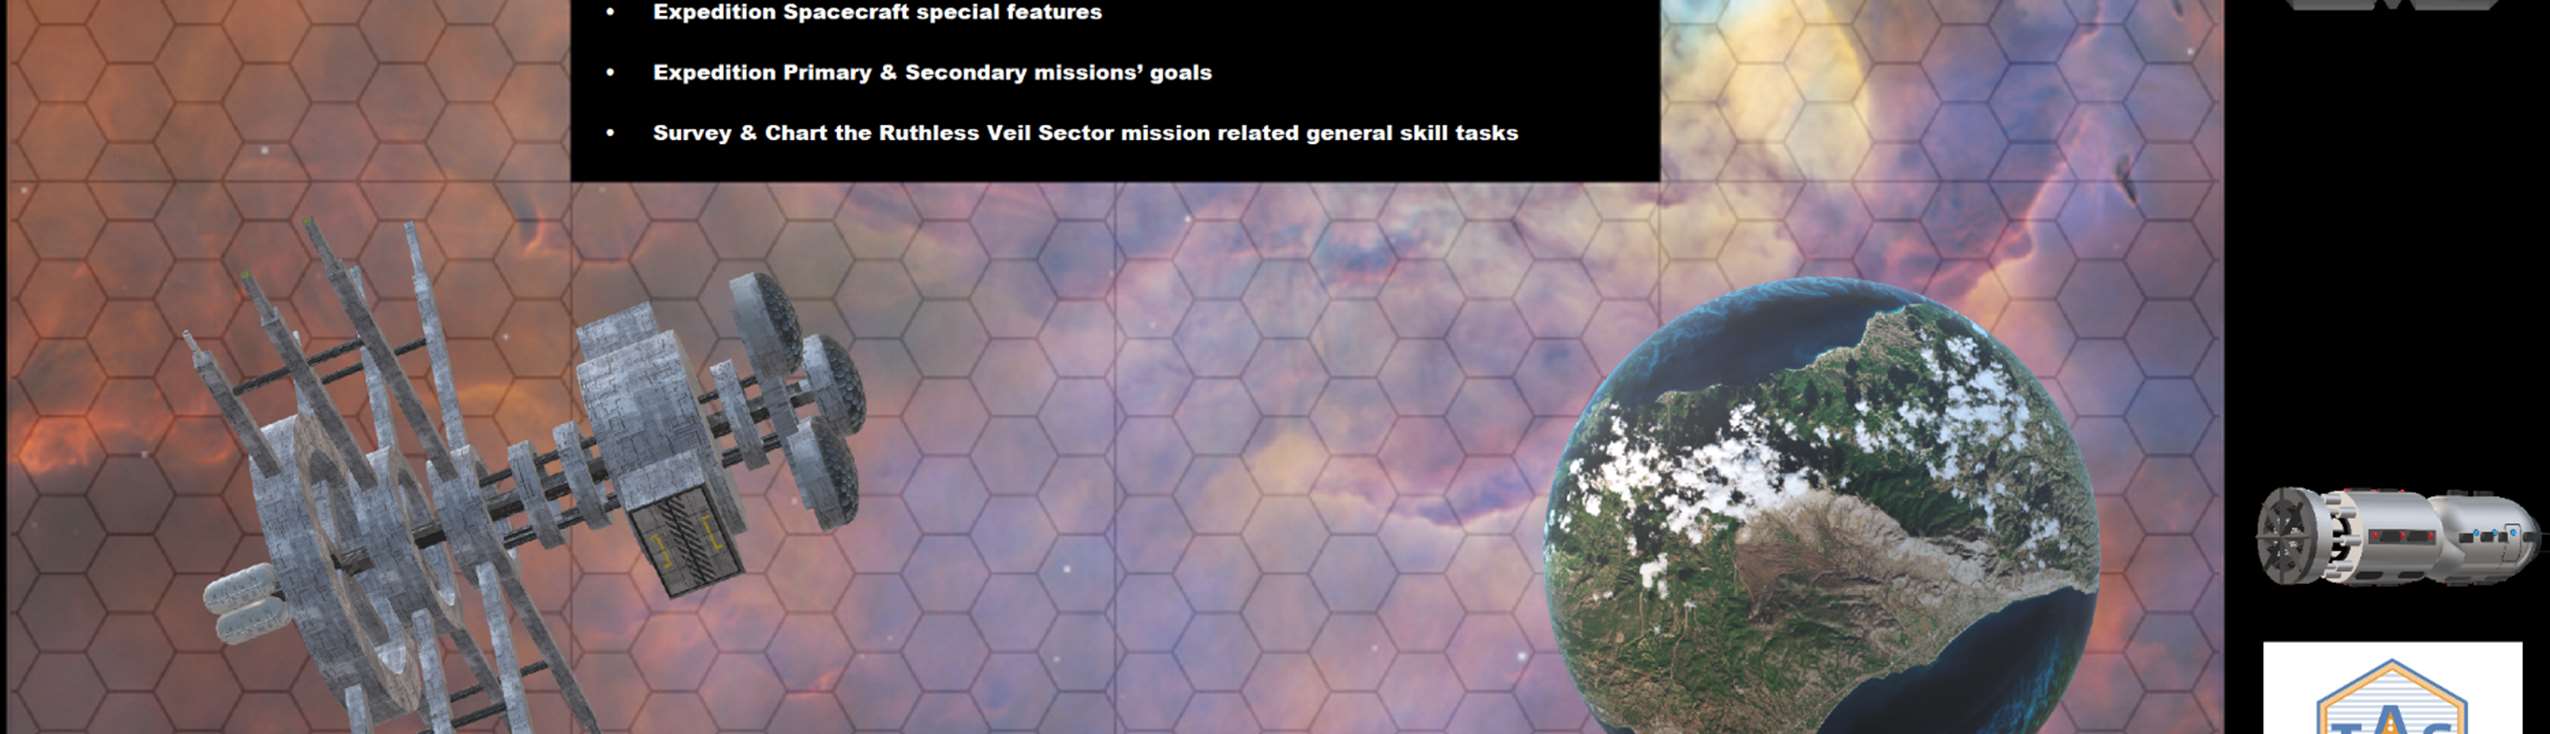 • Expedition Spacecraft special features
• Expedition Primary & Secondary missions’ goals
• Survey & Chart the Ruthless Veil Sector mission related general skill tasks
TAS